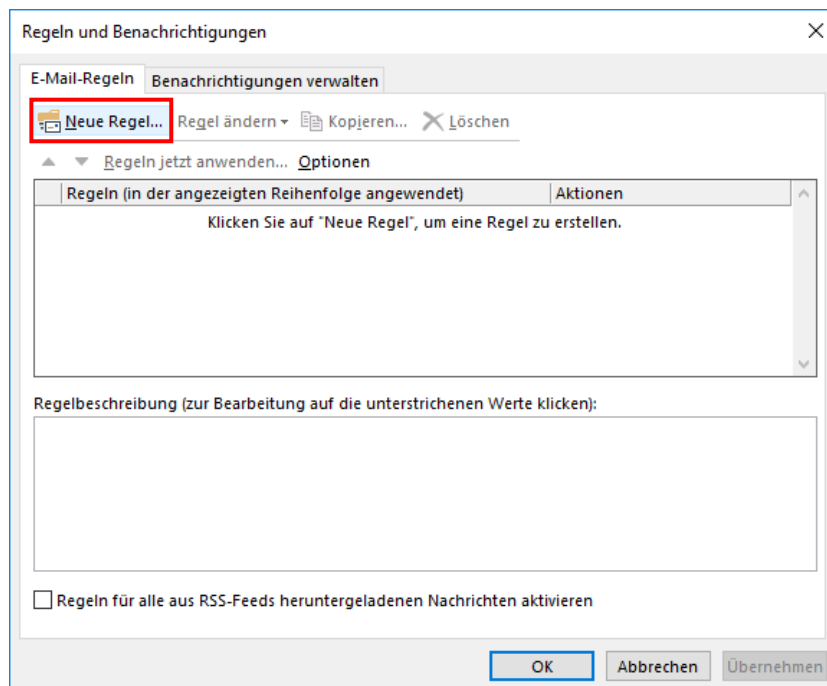 Regeln und Benachrichtigungen
E-Mail-Regeln Benachrichtigungen verwalten
Neue Regel... Regel ändern Kopieren... Löschen
Regeln jetzt anwenden... Optionen
Regeln (in der angezeigten Reihenfolge angewendet) Aktionen
Klicken Sie auf "Neue Regel", um eine Regel zu erstellen.
Regelbeschreibung (zur Bearbeitung auf die unterstrichenen Werte klicken):
Regeln für alle aus RSS-Feeds heruntergeladenen Nachrichten aktivieren
OK Abbrechen Übernehmen